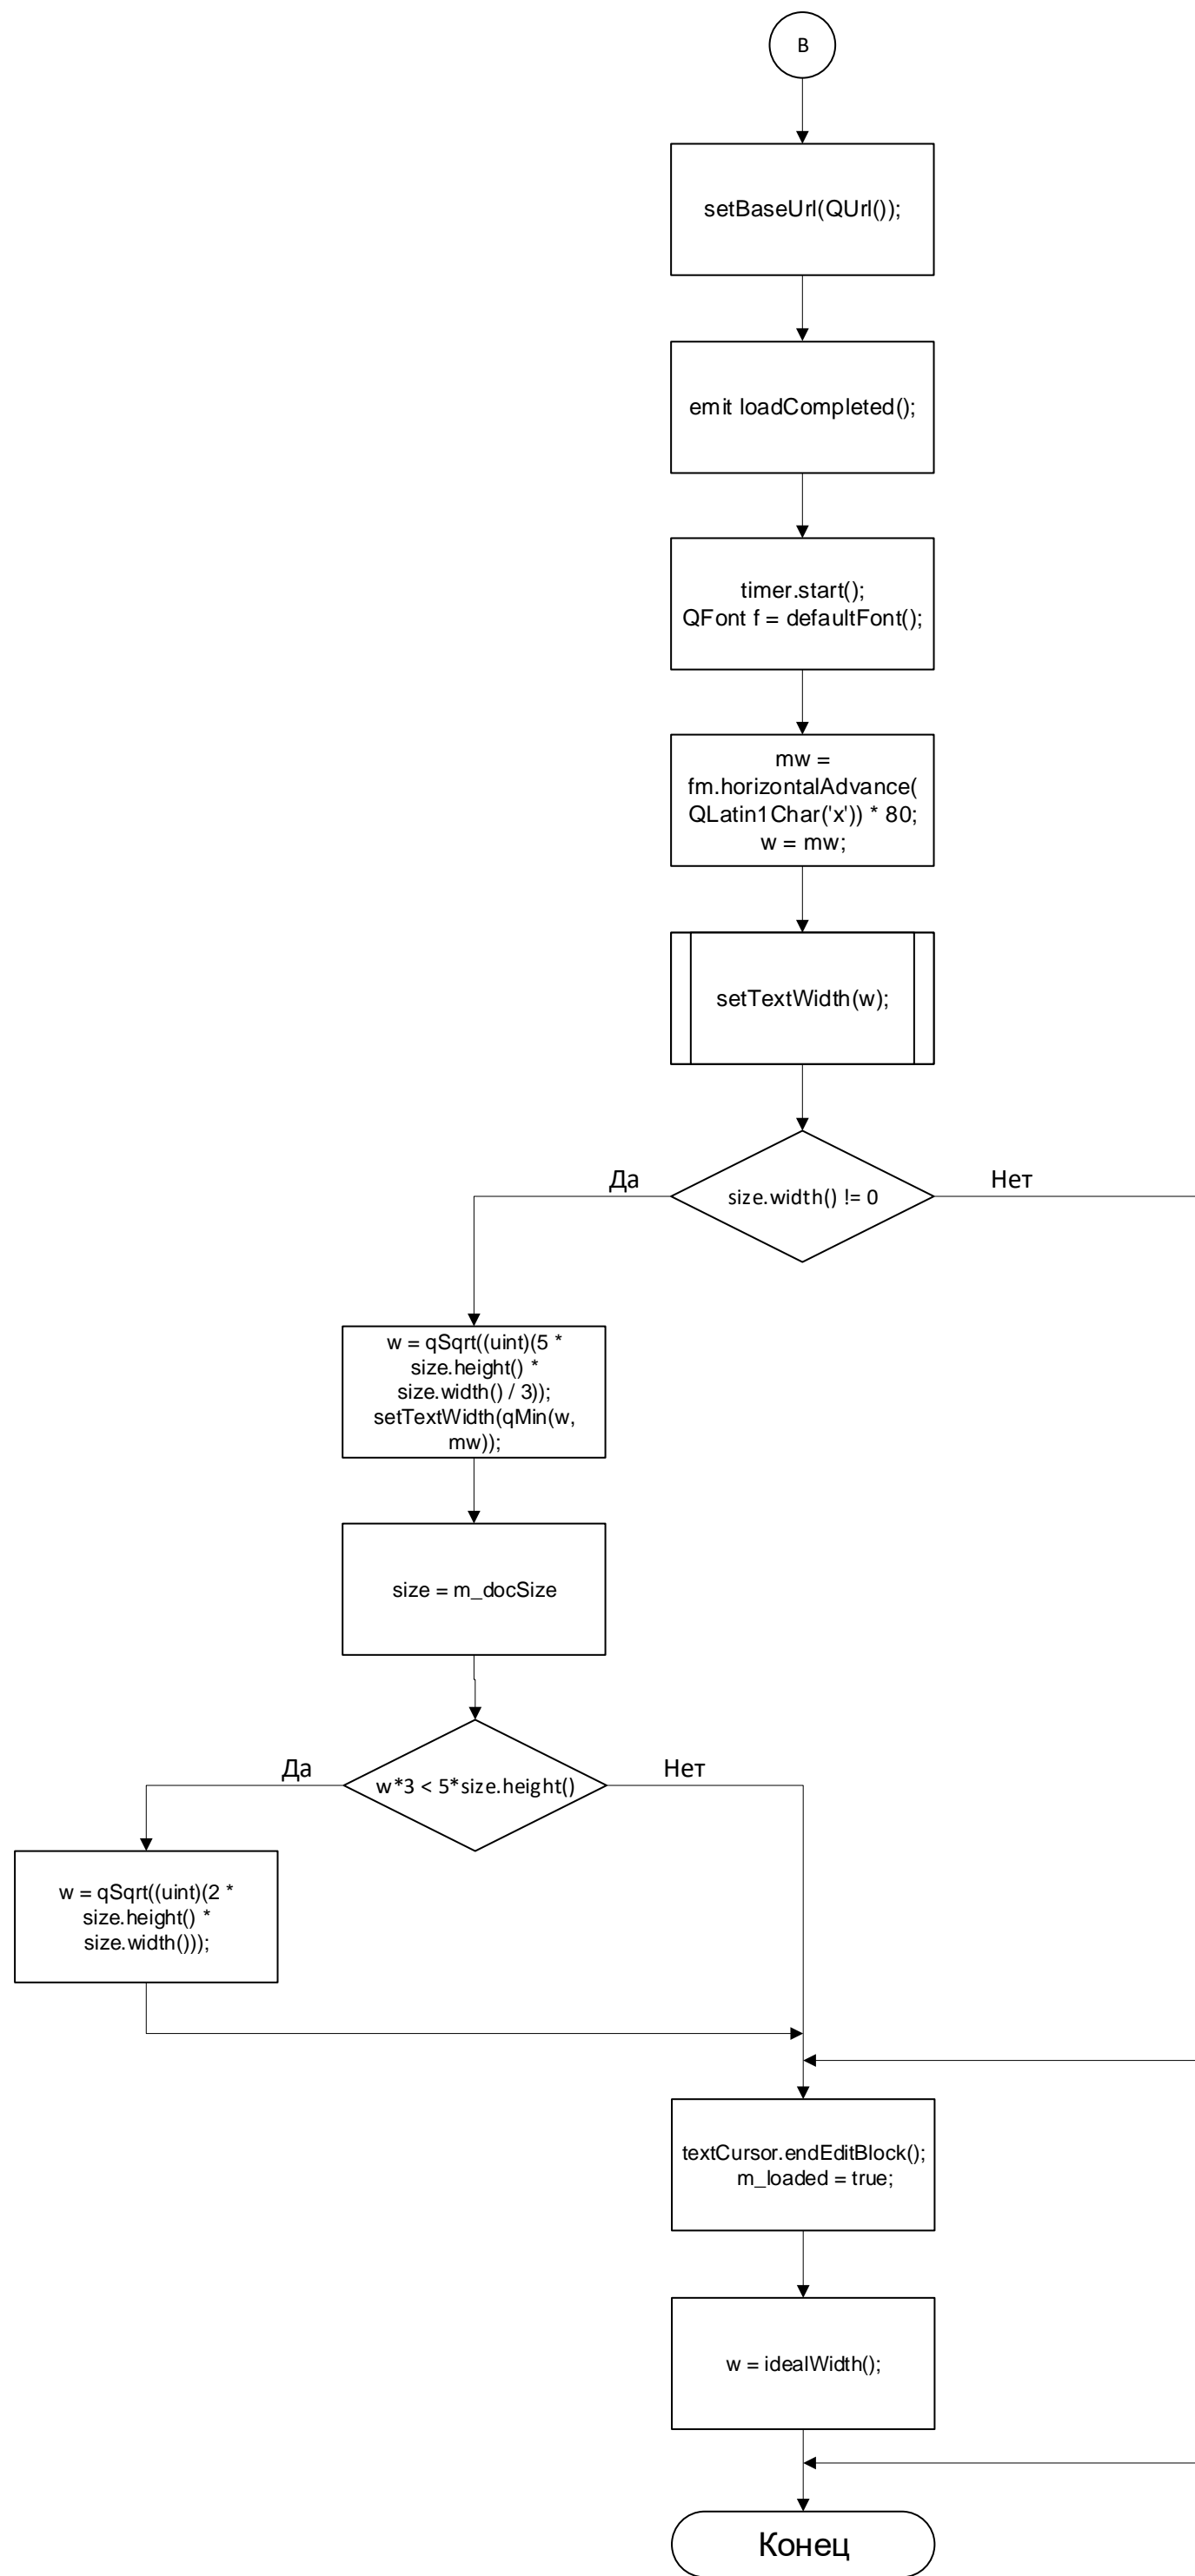 B
setBaseUrl(QUrl());
emit loadCompleted();
timer.start();
QFont f = defaultFont();
mw =
fm.horizontalAdvance(
QLatin1Char('x')) * 80;
w = mw;
setTextWidth(w);
Да
size.width() != 0
Нет
w = qSqrt((uint)(5 *
size.height() *
size.width() / 3));
setTextWidth(qMin(w,
mw));
size = m_docSize
Да
w*3 < 5*size.height()
Нет
w = qSqrt((uint)(2 *
size.height() *
size.width()));
textCursor.endEditBlock();
m_loaded = true;
w = idealWidth();
Конец